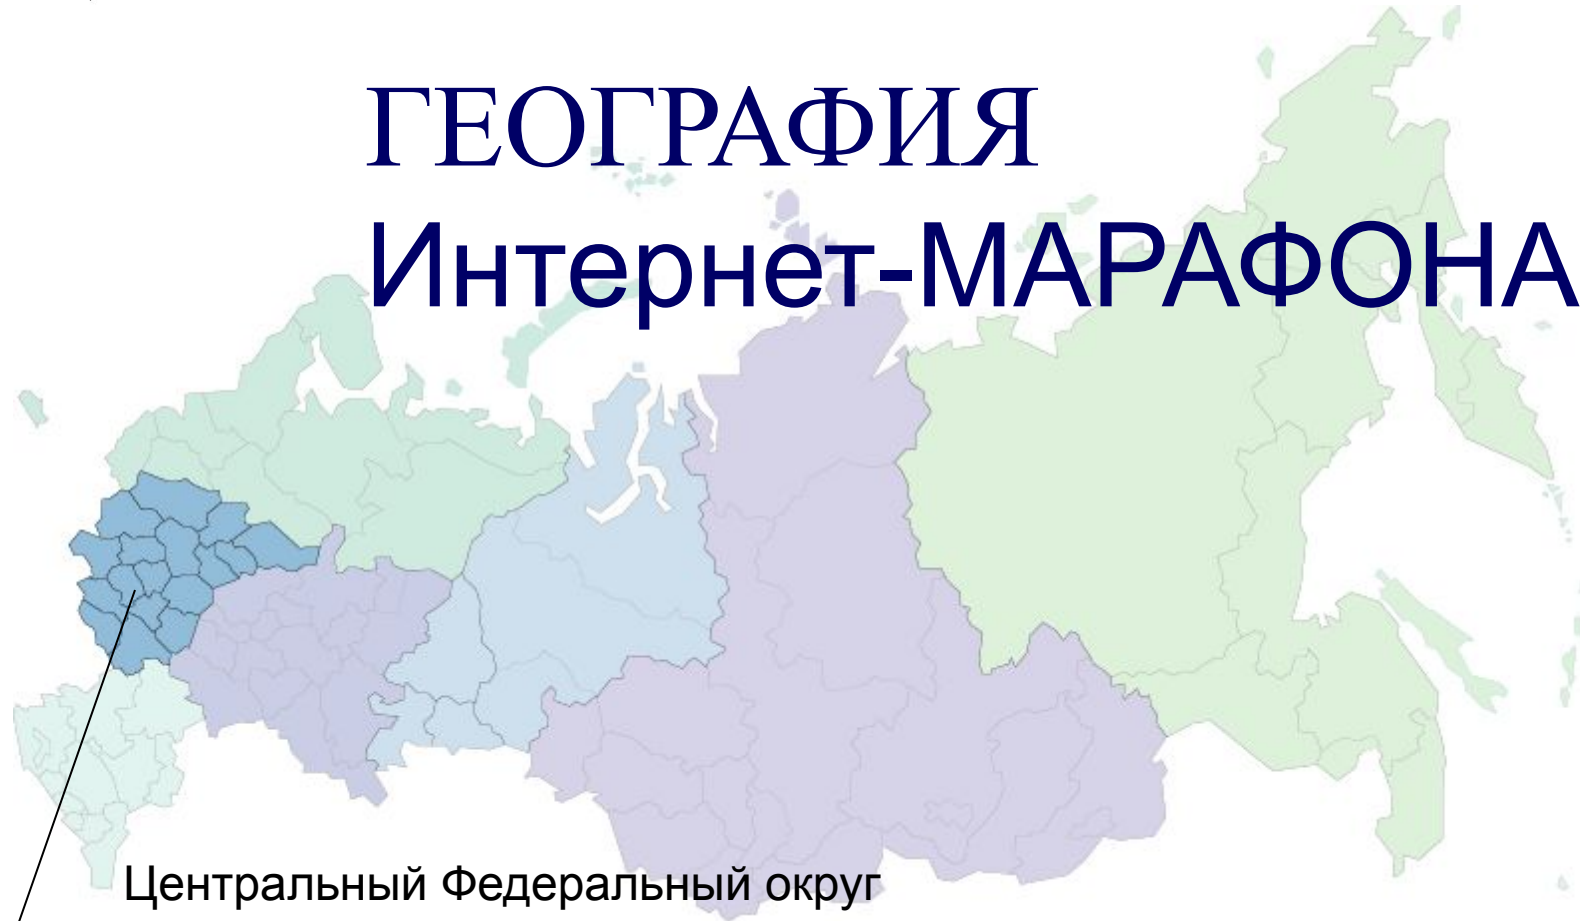 ГЕОГРАФИЯ
Интернет-МАРАФОНА
Центральный Федеральный округ